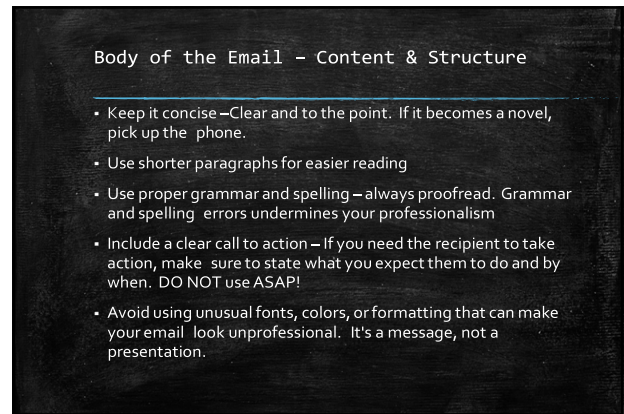 Body of the Email – Content & Structure
▪ Keep it concise –Clear and to the point. If it becomes a novel,
pick up the phone.
▪ Use shorter paragraphs for easier reading
▪ Use proper grammar and spelling – always proofread. Grammar
and spelling errors undermines your professionalism
▪ Include a clear call to action – If you need the recipient to take
action, make sure to state what you expect them to do and by
when. DO NOT use ASAP!
▪ Avoid using unusual fonts, colors, or formatting that can make
your email look unprofessional. It's a message, not a
presentation.